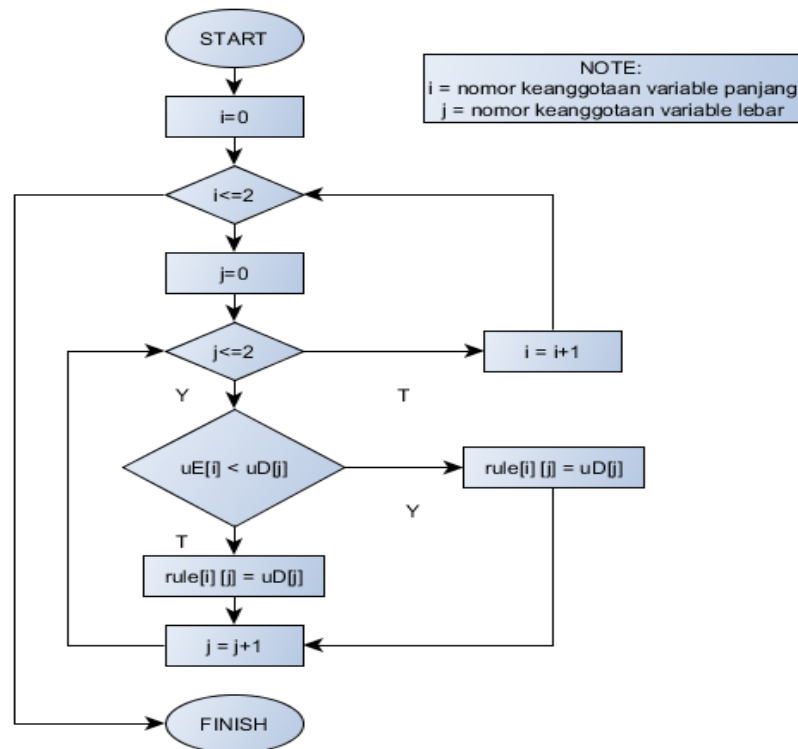 START
NOTE:
i = nomor keanggotaan variable panjang
j = nomor keanggotaan variable lebar
i=0
i<=2
j=0
j<=2
i = i+1
Y
T
uE[i] < uD[j]
rule[i] [j] = uD[j]
Y
T
rule[i] [j] = uD[j]
j = j+1
FINISH